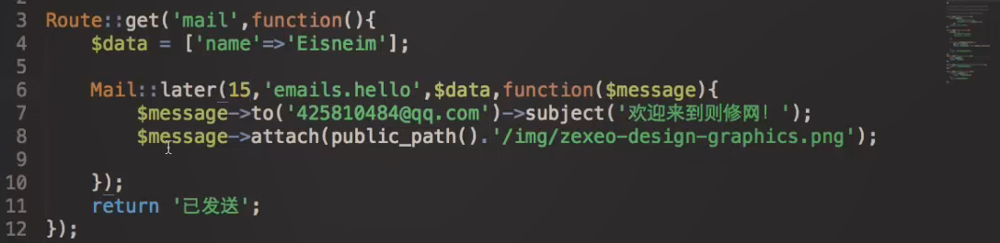 3 Route::get('mail',function(){
4     $data = ['name'=>'Eisneim'];
5
6     Mail::later(15,'emails.hello',$data,function($message){
7         $message->to('425810484@qq.com')->subject('欢迎来到则修网！');
8         $message->attach(public_path().'/img/zexeo-design-graphics.png');
9
10     });
11     return '已发送';
12 });